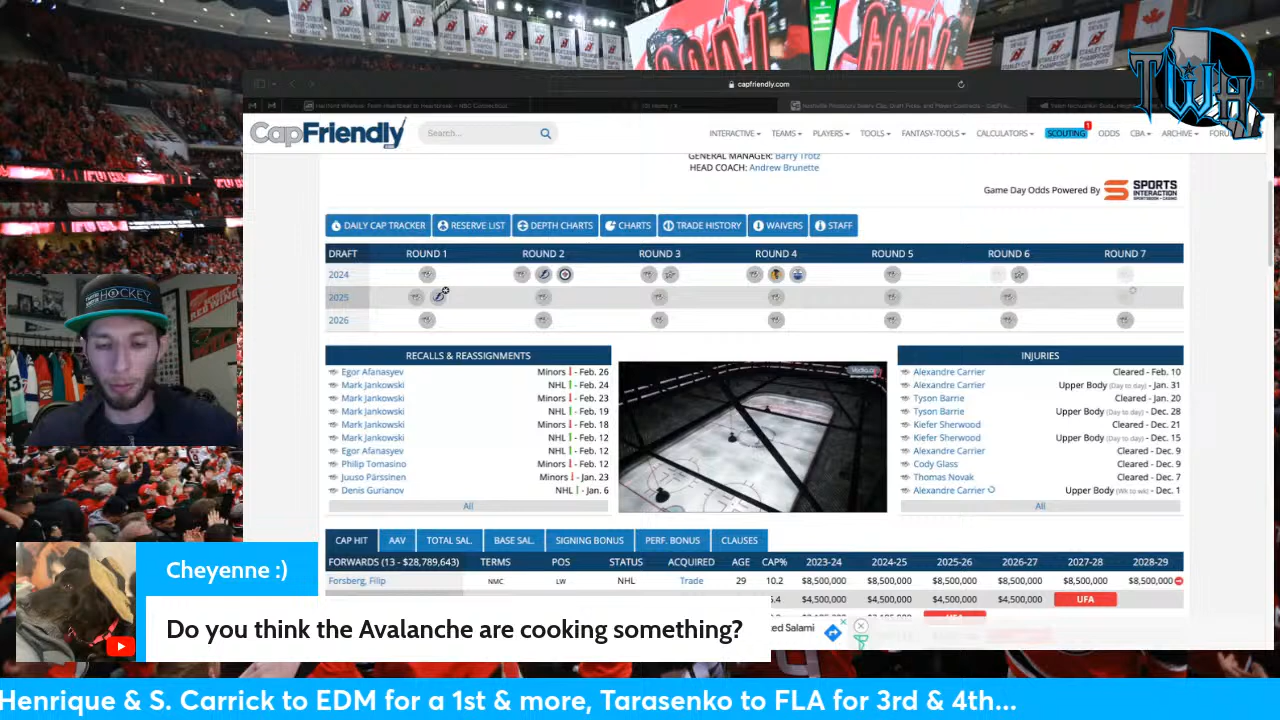 capfriendly.com
CapFriendly
Search...
INTERACTIVE TEAMS PLAYERS TOOLS FANTASY-TOOLS CALCULATORS SCOUTING 1 ODDS CBA ARCHIVE
TWH
GENERAL MANAGER: Barry Trotz
HEAD COACH: Andrew Brunette
Game Day Odds Powered By SPORTS INTERACTION
DAILY CAP TRACKER RESERVE LIST DEPTH CHARTS CHARTS TRADE HISTORY WAIVERS STAFF
DRAFT ROUND 1 ROUND 2 ROUND 3 ROUND 4 ROUND 5 ROUND 6 ROUND 7
2024
2025
2026
RECALLS & REASSIGNMENTS
Egor Afanasyev Minors - Feb. 26
Mark Jankowski NHL - Feb. 24
Mark Jankowski Minors - Feb. 23
Mark Jankowski NHL - Feb. 19
Mark Jankowski Minors - Feb. 18
Mark Jankowski NHL - Feb. 12
Egor Afanasyev Minors - Feb. 12
Philip Tomasino Minors - Feb. 12
Juuso Pärssinen Minors - Jan. 23
Denis Gurianov NHL - Jan. 6
All
INJURIES
Alexandre Carrier Cleared - Feb. 10
Alexandre Carrier Upper Body (Day to day) - Jan. 31
Tyson Barrie Cleared - Jan. 20
Tyson Barrie Upper Body (Day to day) - Dec. 28
Kiefer Sherwood Cleared - Dec. 21
Kiefer Sherwood Upper Body (Day to day) - Dec. 15
Alexandre Carrier Cleared - Dec. 9
Cody Glass Cleared - Dec. 9
Thomas Novak Cleared - Dec. 7
Alexandre Carrier Upper Body (Wk to wk) - Dec. 1
All
CAP HIT AAV TOTAL SAL. BASE SAL. SIGNING BONUS PERF. BONUS CLAUSES
FORWARDS (13 - $28,789,643) TERMS POS STATUS ACQUIRED AGE CAP% 2023-24 2024-25 2025-26 2026-27 2027-28 2028-29
Forsberg, Filip NMC LW NHL Trade 29 10.2 $8,500,000 $8,500,000 $8,500,000 $8,500,000 $8,500,000 $8,500,000
$4,500,000 $4,500,000 $4,500,000 $4,500,000 UFA
HOCKEY
Cheyenne :)
Do you think the Avalanche are cooking something?
Salami
Henrique & S. Carrick to EDM for a 1st & more, Tarasenko to FLA for 3rd & 4th...